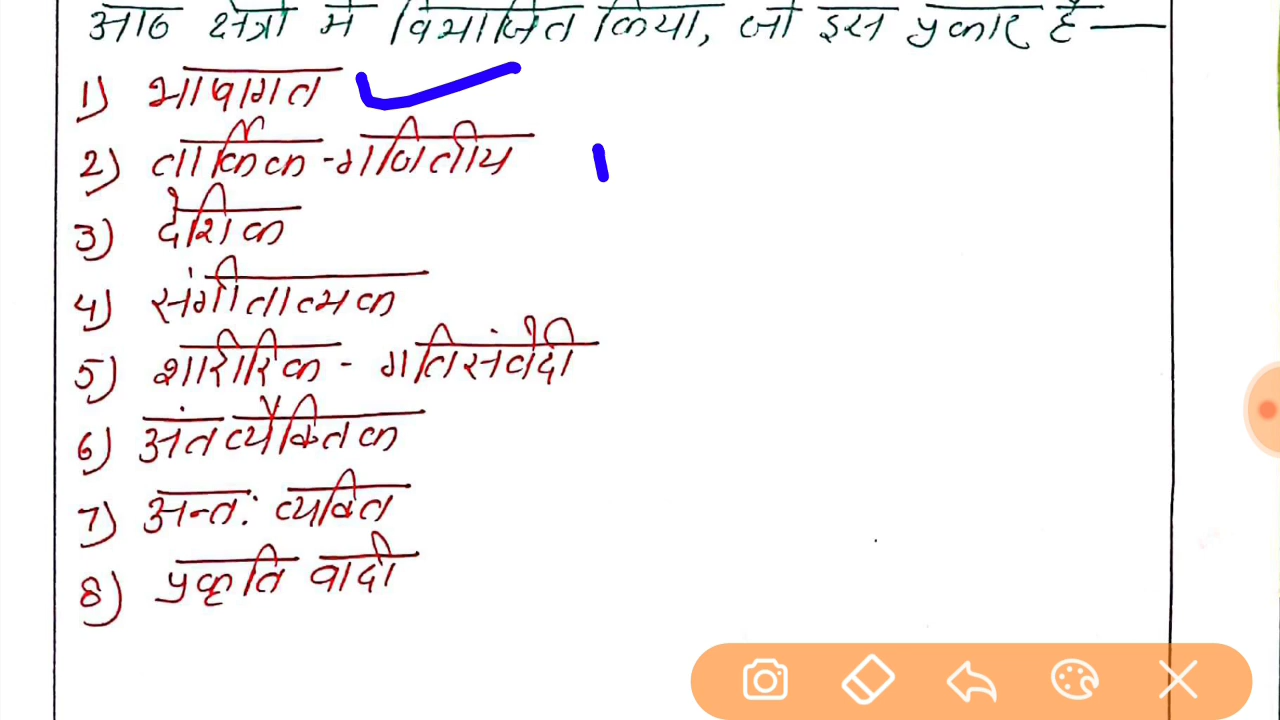 आठ क्षेत्रों में विभाजित किया, जो इस प्रकार है —
1) भाषागत
2) तार्किक - गणितीय
3) दैशिक
4) संगीतात्मक
5) शारीरिक - गतिसंवेदी
6) अंतर्व्यैक्तिक
7) अन्त: व्यक्ति
8) प्रकृति वादी